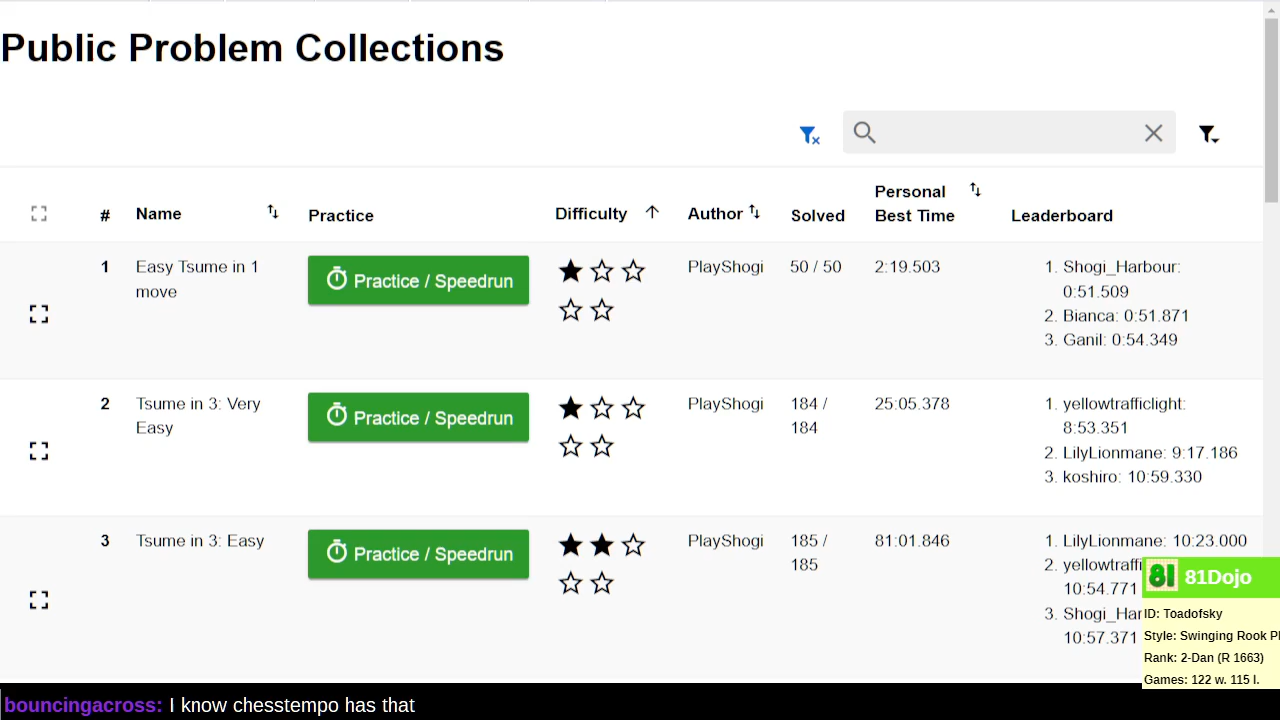 Public Problem Collections
# Name Practice Difficulty Author Solved Personal Best Time Leaderboard
1 Easy Tsume in 1 move Practice / Speedrun PlayShogi 50 / 50 2:19.503
1. Shogi_Harbour: 0:51.509
2. Bianca: 0:51.871
3. Ganil: 0:54.349
2 Tsume in 3: Very Easy Practice / Speedrun PlayShogi 184 / 184 25:05.378
1. yellowtrafficlight: 8:53.351
2. LilyLionmane: 9:17.186
3. koshiro: 10:59.330
3 Tsume in 3: Easy Practice / Speedrun PlayShogi 185 / 185 81:01.846
1. LilyLionmane: 10:23.000
2. yellowtraffi
10:54.771
3. Shogi_Har
10:57.371
81 81Dojo
ID: Toadofsky
Style: Swinging Rook
Rank: 2-Dan (R 1663)
Games: 122 w. 115 l.
bouncingacross: I know chesstempo has that